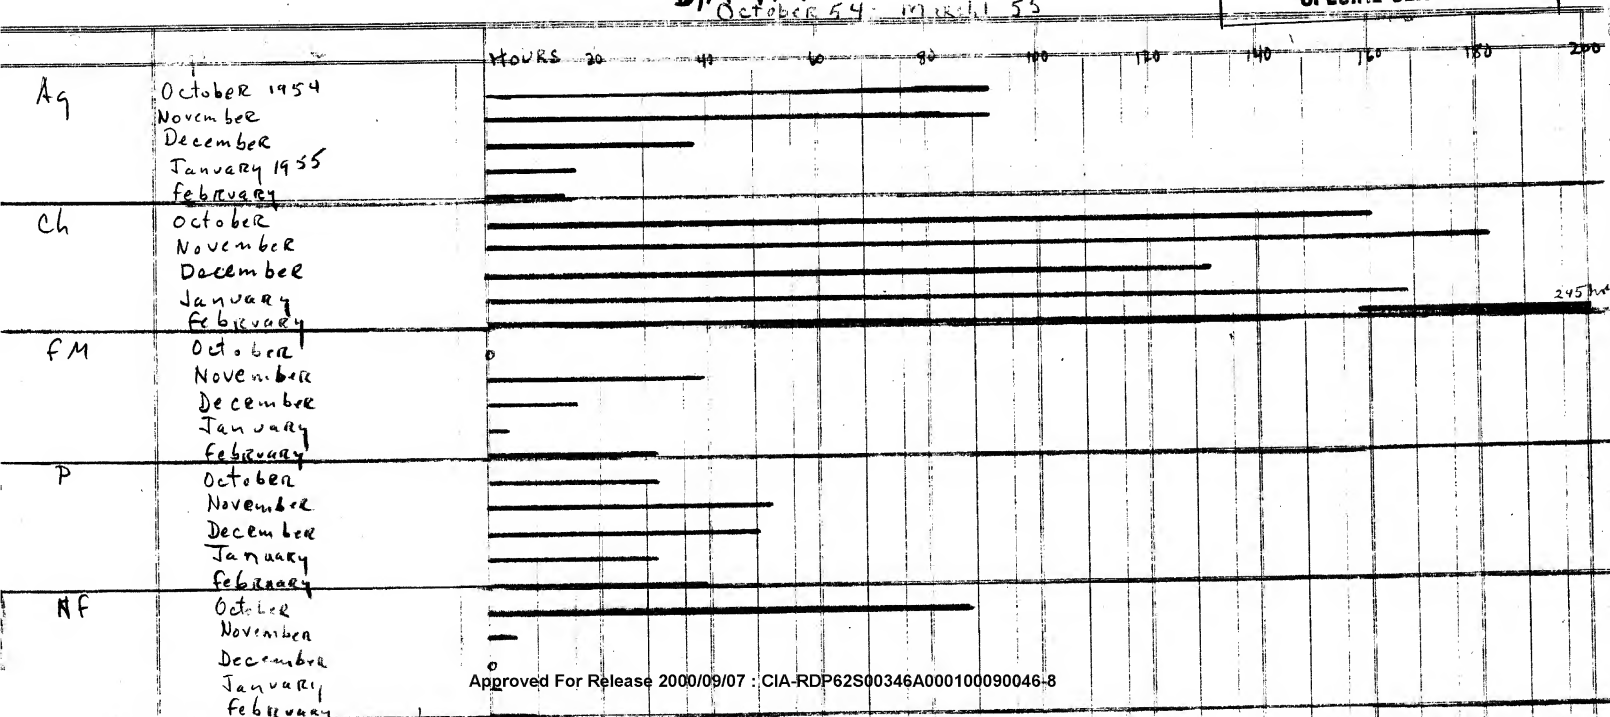 October 54 - March 55
HOURS 20 40 60 80 100 120 140 160 180 200
Ag October 1954
November
December
January 1955
February
Ch October
November
December
January
245 hr
February
FM October
0
November
December
January
February
P October
November
December
January
February
NF October
November
December
0
January
Approved For Release 2000/09/07 : CIA-RDP62S00346A000100090046-8
February